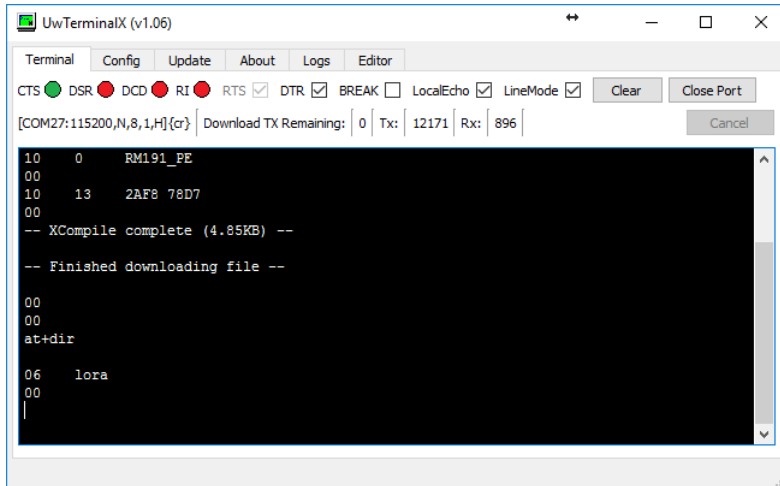 UwTerminalX (v1.06)
Terminal Config Update About Logs Editor
CTS DSR DCD RI RTS DTR BREAK LocalEcho LineMode Clear Close Port
[COM27:115200,N,8,1,H]{cr} Download TX Remaining: 0 Tx: 12171 Rx: 896 Cancel
10 0 RM191_PE
00
10 13 2AF8 78D7
00
-- XCompile complete (4.85KB) --
-- Finished downloading file --
00
00
at+dir
06 lora
00